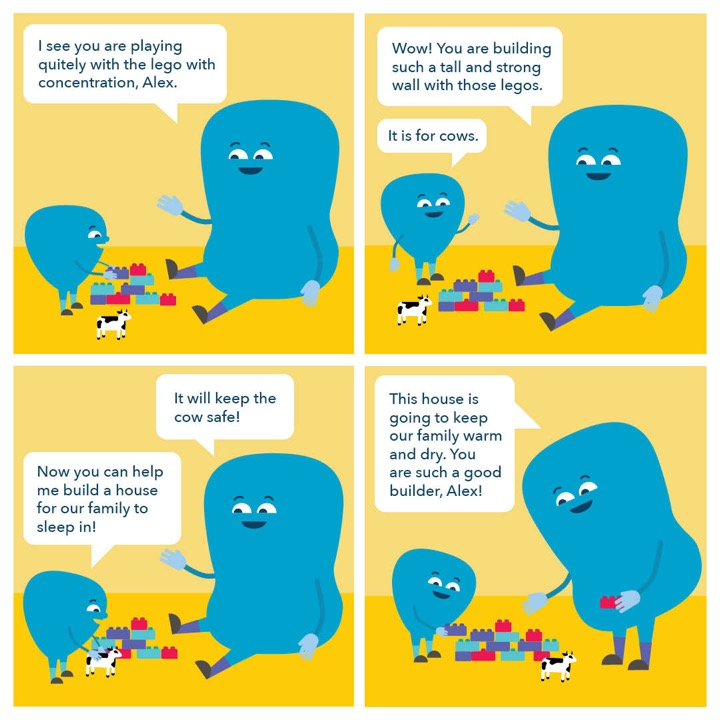 I see you are playing
quitely with the lego with
concentration, Alex.
Wow! You are building
such a tall and strong
wall with those legos.
It is for cows.
It will keep the
cow safe!
Now you can help
me build a house
for our family to
sleep in!
This house is
going to keep
our family warm
and dry. You
are such a good
builder, Alex!